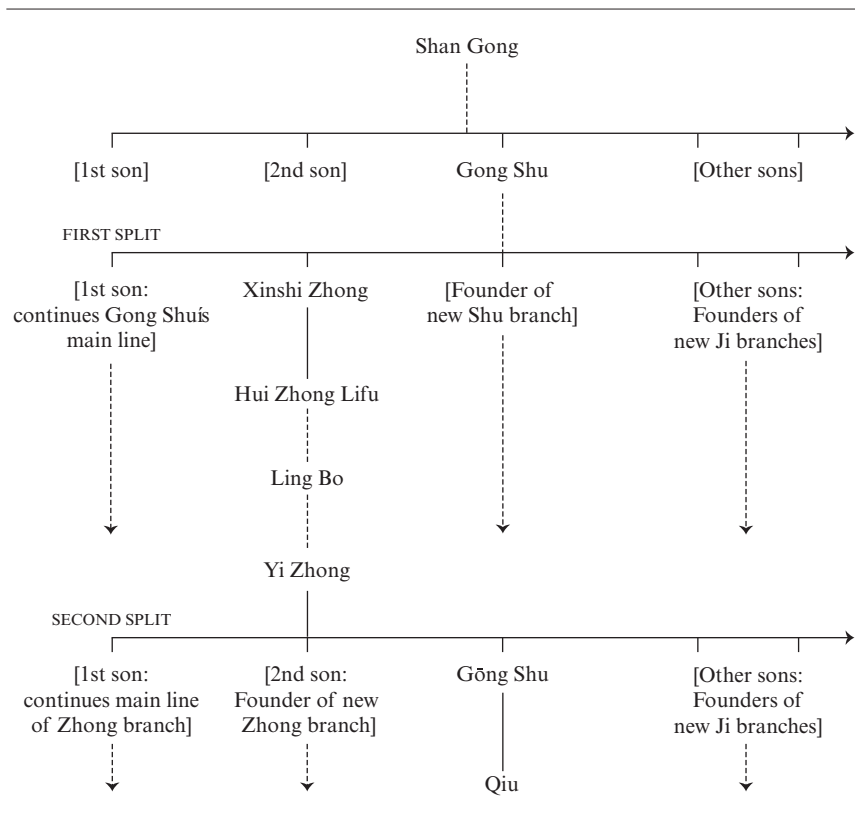 Shan Gong
[1st son]
[2nd son]
Gong Shu
[Other sons]
FIRST SPLIT
[1st son:
continues Gong Shuís
main line]
Xinshi Zhong
[Founder of
new Shu branch]
[Other sons:
Founders of
new Ji branches]
Hui Zhong Lifu
Ling Bo
Yi Zhong
SECOND SPLIT
[1st son:
continues main line
of Zhong branch]
[2nd son:
Founder of new
Zhong branch]
Gōng Shu
[Other sons:
Founders of
new Ji branches]
Qiu